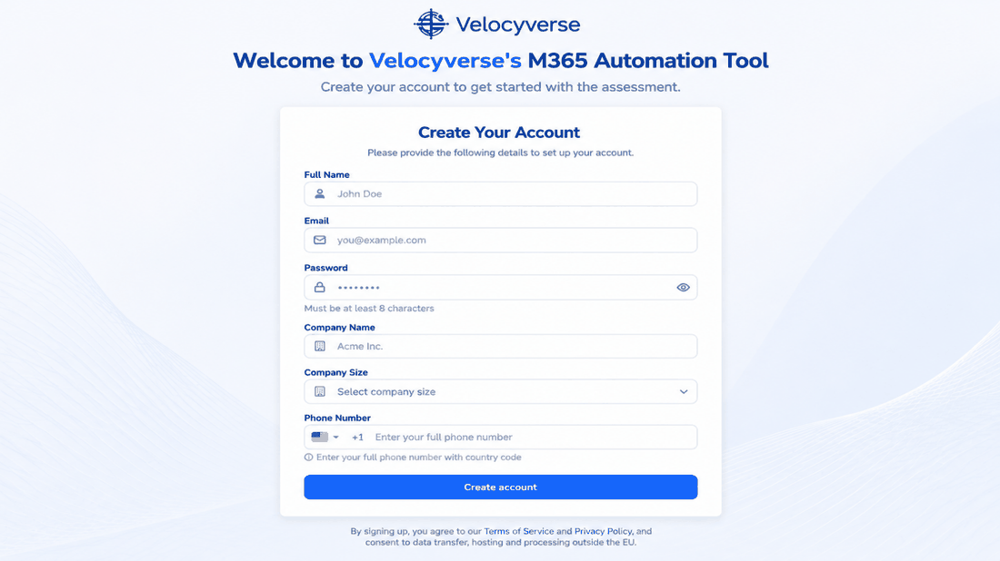 Velocyverse
Welcome to Velocyverse's M365 Automation Tool
Create your account to get started with the assessment.
Create Your Account
Please provide the following details to set up your account.
Full Name
John Doe
Email
you@example.com
Password
••••••••
Must be at least 8 characters
Company Name
Acme Inc.
Company Size
Select company size
Phone Number
+1 Enter your full phone number
Enter your full phone number with country code
Create account
By signing up, you agree to our Terms of Service and Privacy Policy, and
consent to data transfer, hosting and processing outside the EU.